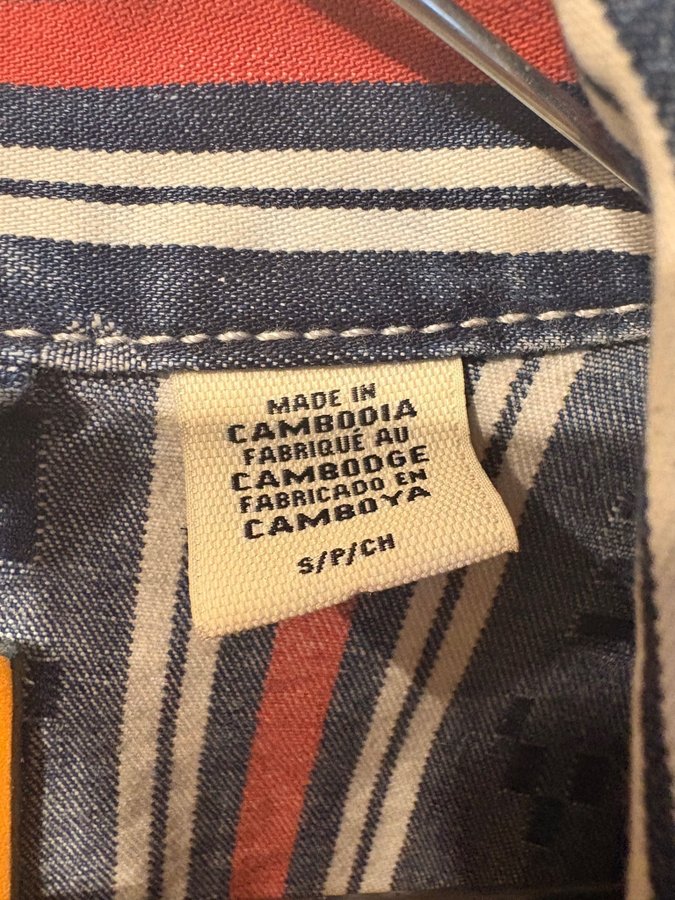 MADE IN
CAMBODIA
FABRIQUÉ AU
CAMBODGE
FABRICADO EN
CAMBOYA
S/P/CH